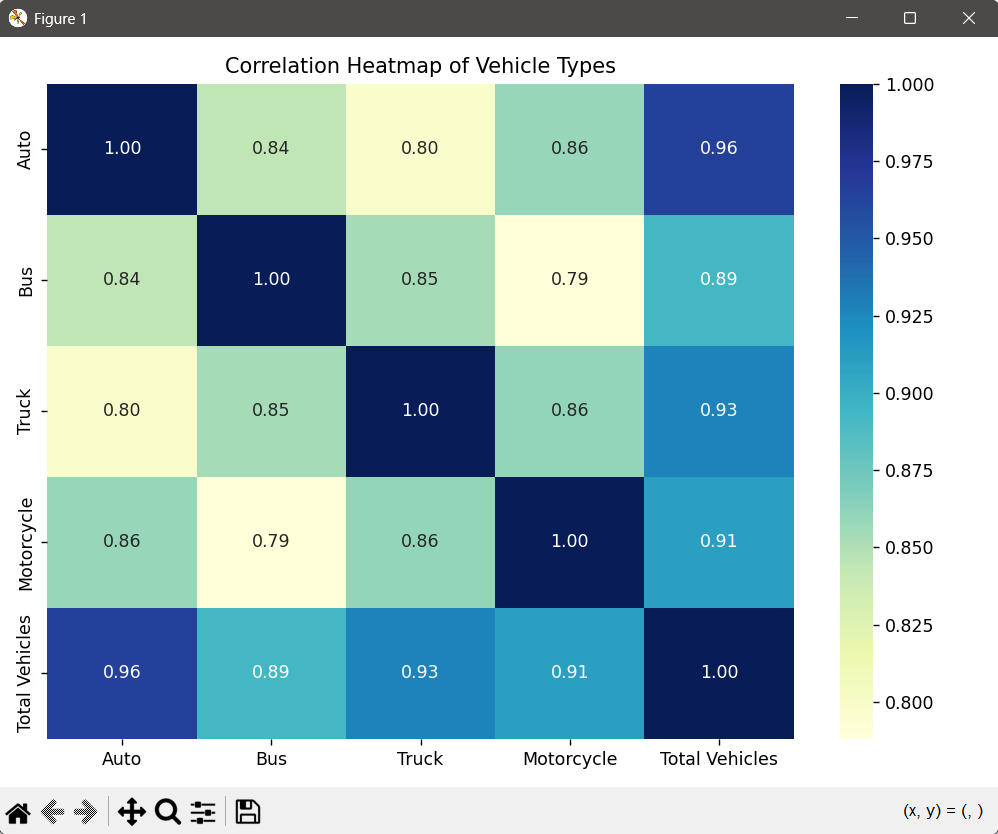 Figure 1
Correlation Heatmap of Vehicle Types
Auto 1.00 0.84 0.80 0.86 0.96
Bus 0.84 1.00 0.85 0.79 0.89
Truck 0.80 0.85 1.00 0.86 0.93
Motorcycle 0.86 0.79 0.86 1.00 0.91
Total Vehicles 0.96 0.89 0.93 0.91 1.00
Auto Bus Truck Motorcycle Total Vehicles
1.000
0.975
0.950
0.925
0.900
0.875
0.850
0.825
0.800
(x, y) = (, )